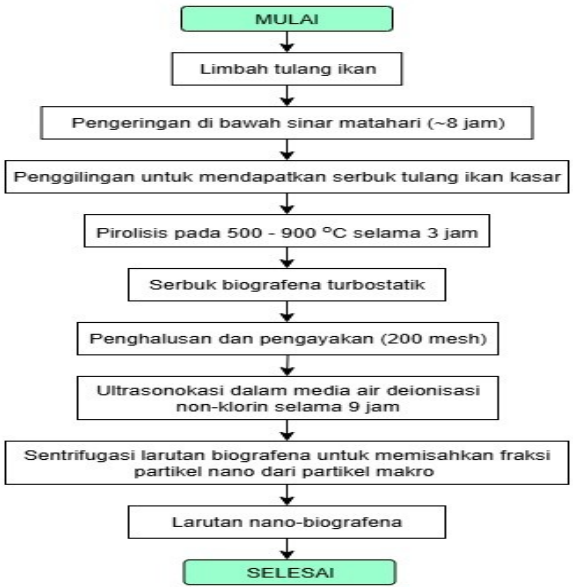 MULAI
Limbah tulang ikan
Pengeringan di bawah sinar matahari (~8 jam)
Penggilingan untuk mendapatkan serbuk tulang ikan kasar
Pirolisis pada 500 - 900 ºC selama 3 jam
Serbuk biografena turbostatik
Penghalusan dan pengayakan (200 mesh)
Ultrasonokasi dalam media air deionisasi
non-klorin selama 9 jam
Sentrifugasi larutan biografena untuk memisahkan fraksi
partikel nano dari partikel makro
Larutan nano-biografena
SELESAI